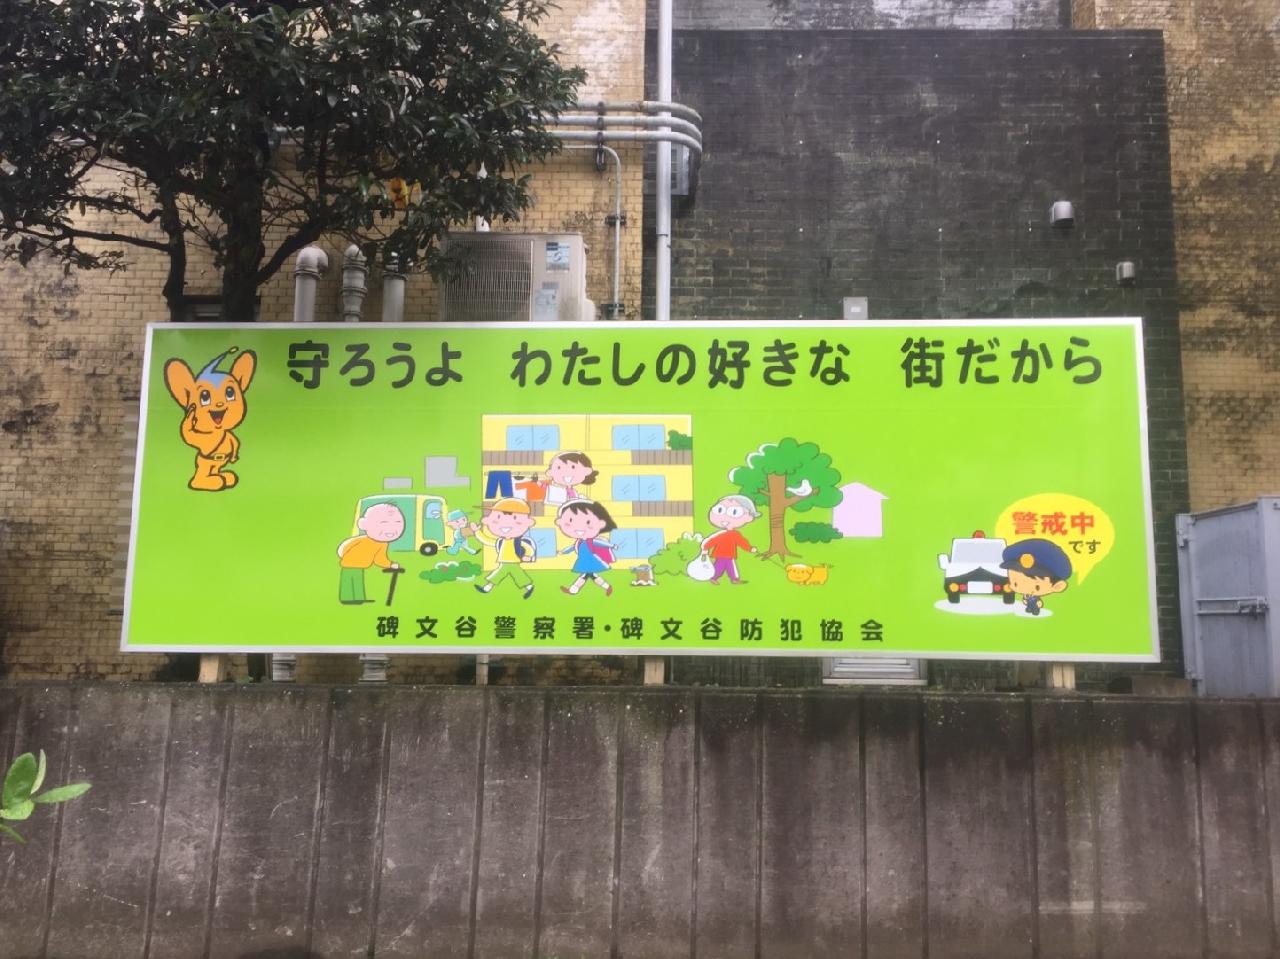 守ろうよ わたしの好きな 街だから
警戒中
です
碑文谷警察署・碑文谷防犯協会